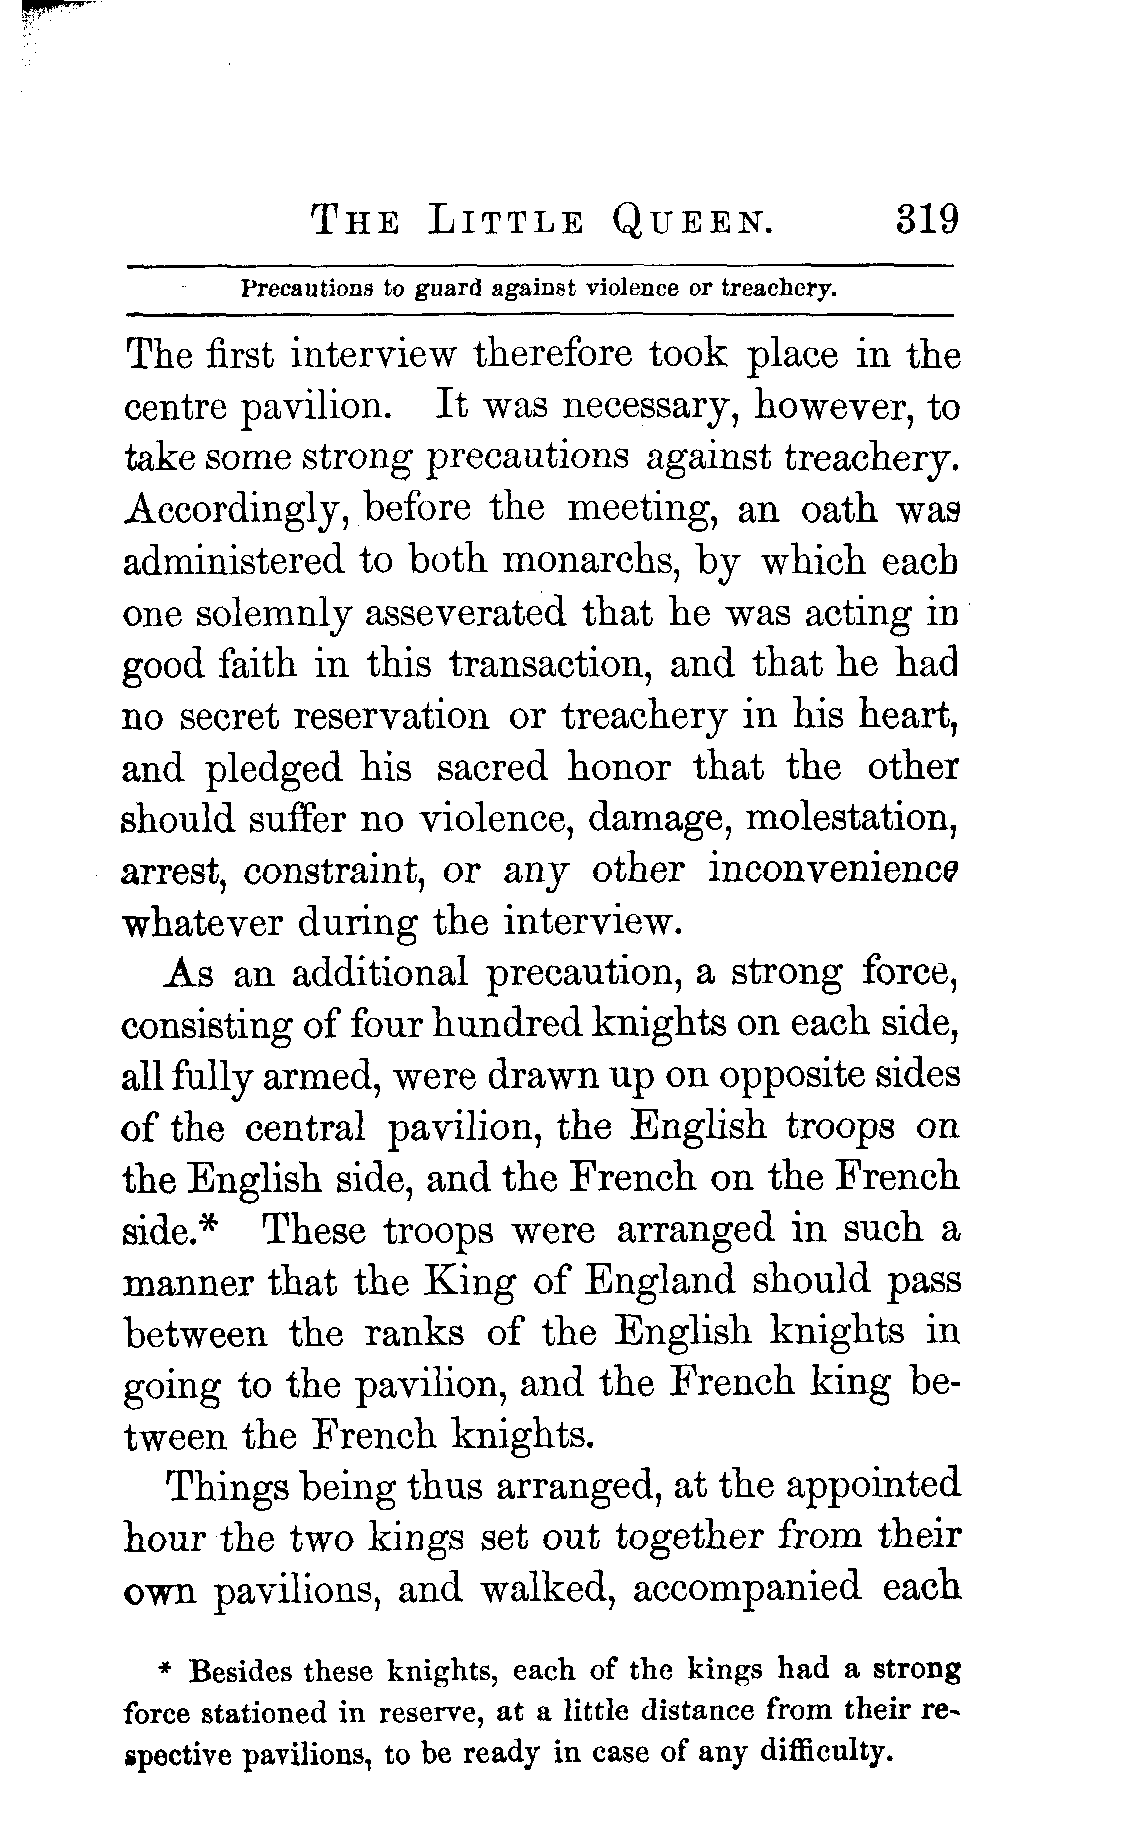 THE LITTLE QUEEN. 319
Precautions to guard against violence or treachery.
The first interview therefore took place in the
centre pavilion. It was necessary, however, to
take some strong precautions against treachery.
Accordingly, before the meeting, an oath was
administered to both monarchs, by which each
one solemnly asseverated that he was acting in
good faith in this transaction, and that he had
no secret reservation or treachery in his heart,
and pledged his sacred honor that the other
should suffer no violence, damage, molestation,
arrest, constraint, or any other inconvenience
whatever during the interview.
As an additional precaution, a strong force,
consisting of four hundred knights on each side,
all fully armed, were drawn up on opposite sides
of the central pavilion, the English troops on
the English side, and the French on the French
side.* These troops were arranged in such a
manner that the King of England should pass
between the ranks of the English knights in
going to the pavilion, and the French king be-
tween the French knights.
Things being thus arranged, at the appointed
hour the two kings set out together from their
own pavilions, and walked, accompanied each
* Besides these knights, each of the kings had a strong
force stationed in reserve, at a little distance from their re-
spective pavilions, to be ready in case of any difficulty.